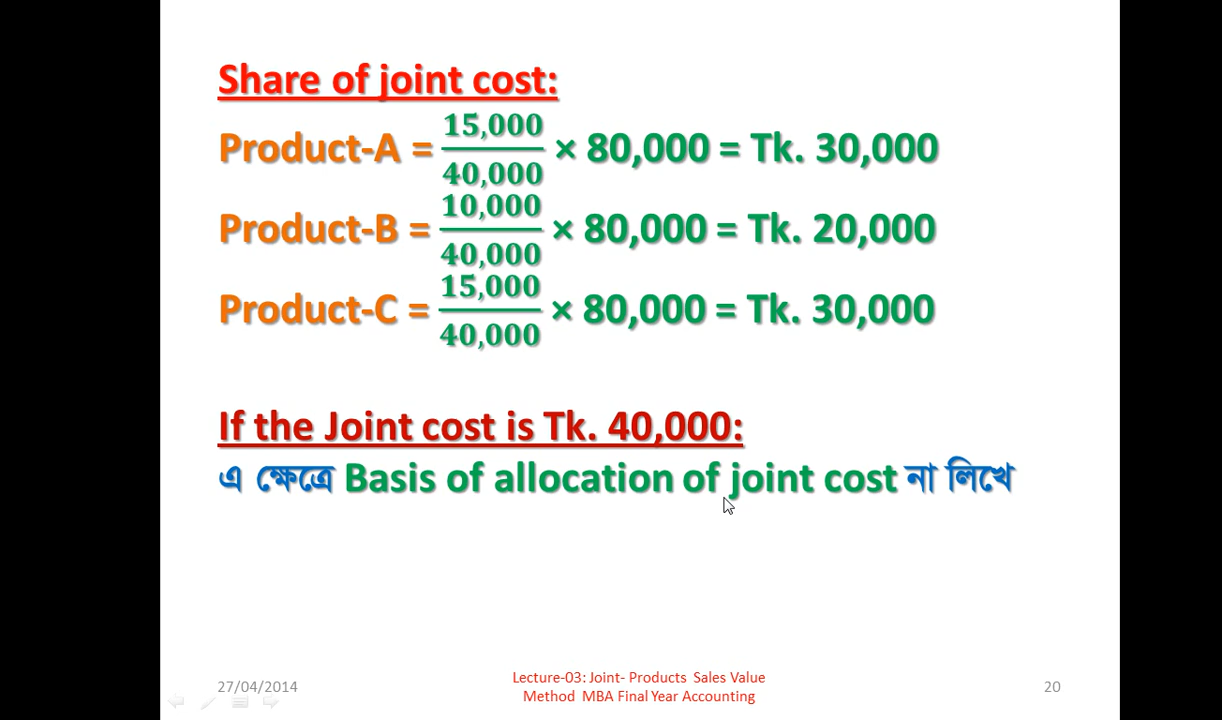 Share of joint cost:
Product-A = 15,000/40,000 × 80,000 = Tk. 30,000
Product-B = 10,000/40,000 × 80,000 = Tk. 20,000
Product-C = 15,000/40,000 × 80,000 = Tk. 30,000
If the Joint cost is Tk. 40,000:
এ ক্ষেত্রে Basis of allocation of joint cost না লিখে
27/04/2014
Lecture-03: Joint- Products Sales Value
Method MBA Final Year Accounting
20